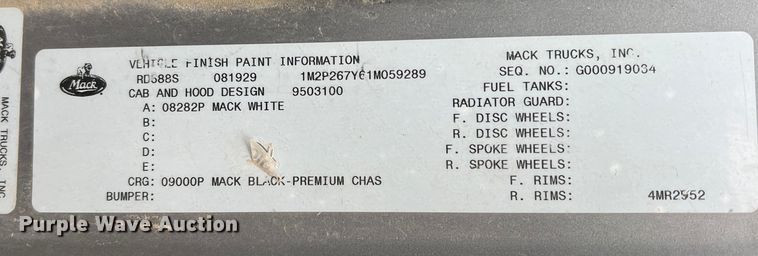 VEHICLE FINISH PAINT INFORMATION
MACK TRUCKS, INC.
RD688S 081929 1M2P267Y61M059289
SEQ. NO.: G000919034
CAB AND HOOD DESIGN 9503100
FUEL TANKS:
A: 08282P MACK WHITE
RADIATOR GUARD:
B:
F. DISC WHEELS:
C:
R. DISC WHEELS:
D:
F. SPOKE WHEELS:
E:
R. SPOKE WHEELS:
CRG: 09000P MACK BLACK-PREMIUM CHAS
F. RIMS:
BUMPER:
R. RIMS:
4MR2952
Mack
MACK TRUCKS, INC
Purple Wave Auction